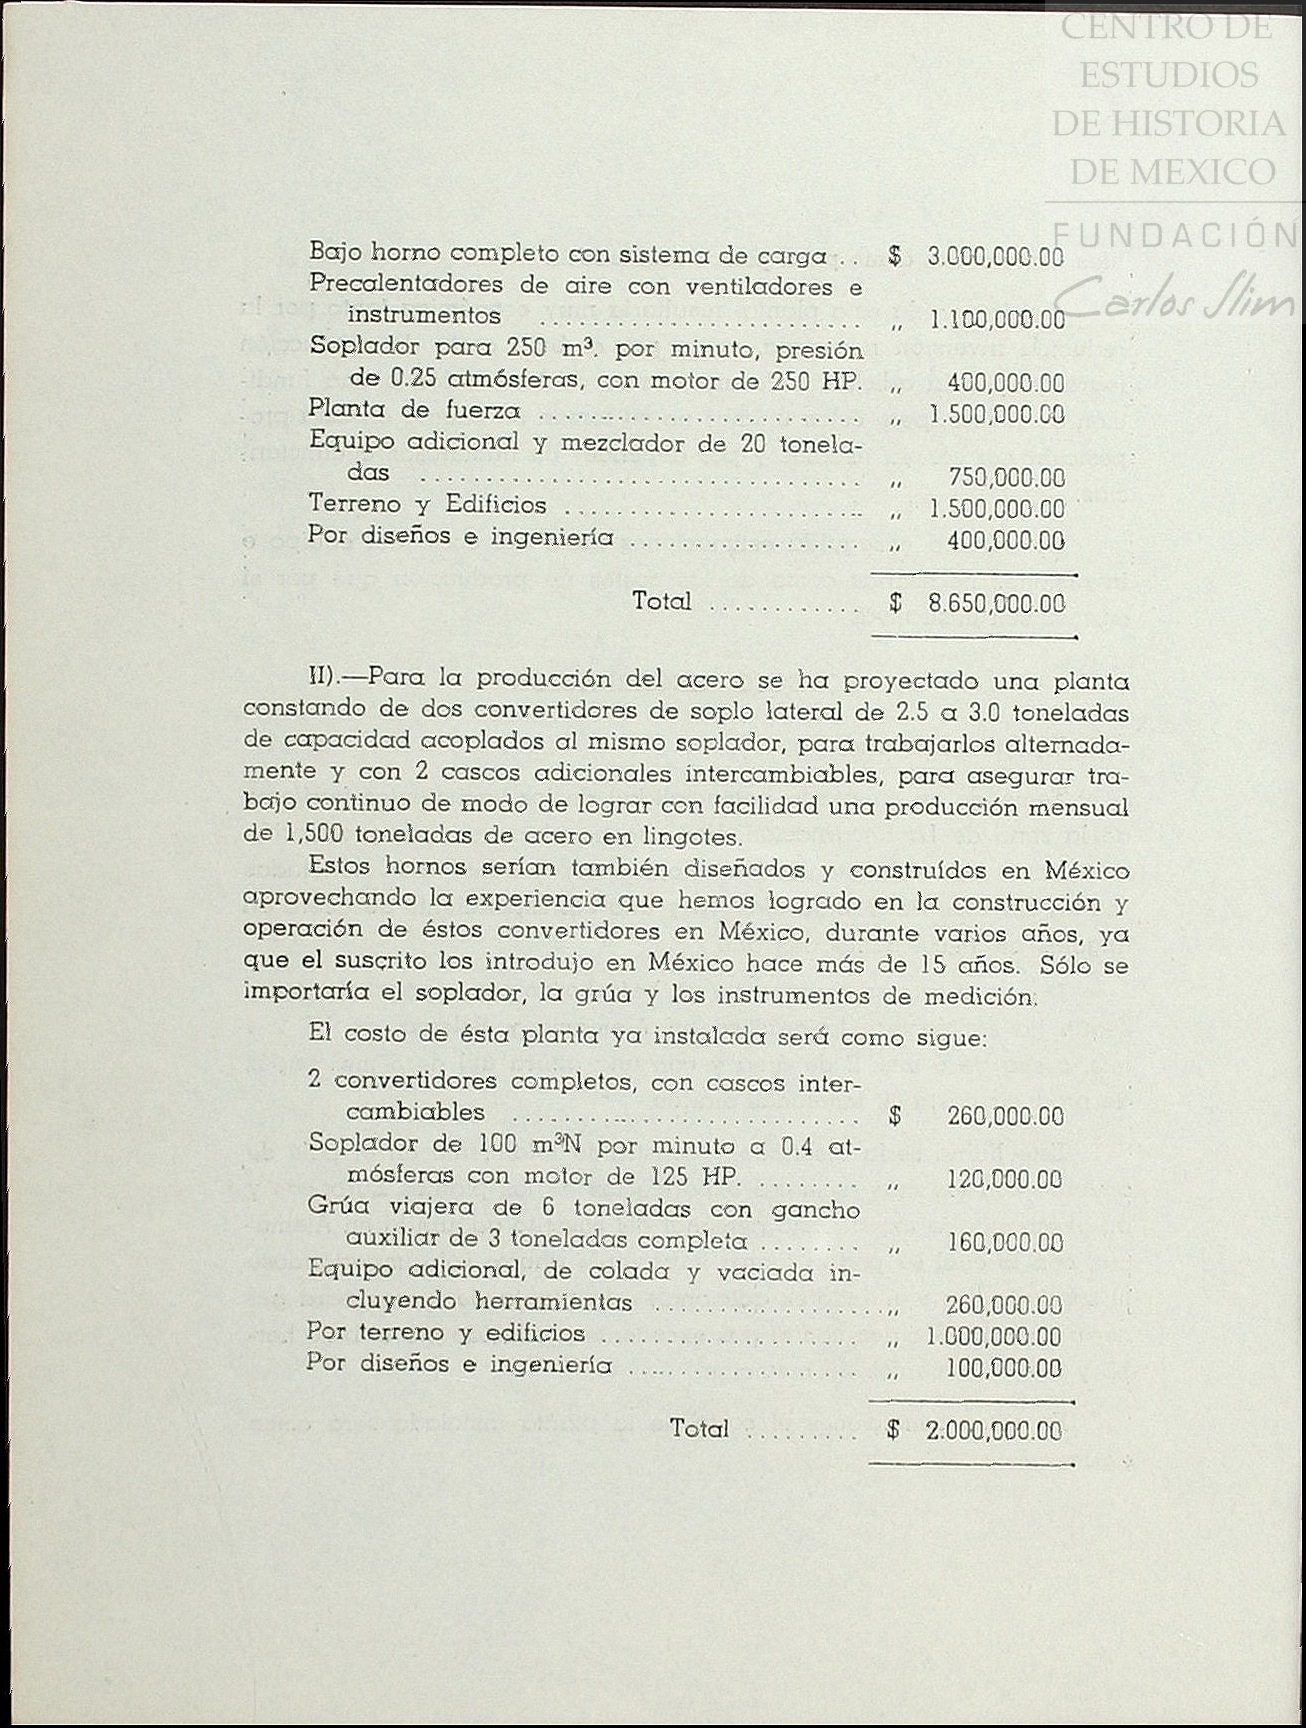 CENTRO DE
ESTUDIOS
DE HISTORIA
DE MEXICO
FUNDACIÓN
Carlos Slim
Bajo horno completo con sistema de carga .. $ 3.000,000.00
Precalentadores de aire con ventiladores e
instrumentos ......................... ,, 1.100,000.00
Soplador para 250 m³. por minuto, presión
de 0.25 atmósferas, con motor de 250 HP. ,, 400,000.00
Planta de fuerza ......................... ,, 1.500,000.00
Equipo adicional y mezclador de 20 tonela-
das .................................. ,, 750,000.00
Terreno y Edificios ....................... ,, 1.500,000.00
Por diseños e ingeniería .................. ,, 400,000.00
Total ............ $ 8.650,000.00
II).—Para la producción del acero se ha proyectado una planta
constando de dos convertidores de soplo lateral de 2.5 a 3.0 toneladas
de capacidad acoplados al mismo soplador, para trabajarlos alternada-
mente y con 2 cascos adicionales intercambiables, para asegurar tra-
bajo continuo de modo de lograr con facilidad una producción mensual
de 1,500 toneladas de acero en lingotes.
Estos hornos serían también diseñados y construídos en México
aprovechando la experiencia que hemos logrado en la construcción y
operación de éstos convertidores en México, durante varios años, ya
que el suscrito los introdujo en México hace más de 15 años. Sólo se
importaría el soplador, la grúa y los instrumentos de medición.
El costo de ésta planta ya instalada será como sigue:
2 convertidores completos, con cascos inter-
cambiables ........................... $ 260,000.00
Soplador de 100 m³N por minuto a 0.4 at-
mósferas con motor de 125 HP. ........ ,, 120,000.00
Grúa viajera de 6 toneladas con gancho
auxiliar de 3 toneladas completa ........ ,, 160,000.00
Equipo adicional, de colada y vaciada in-
cluyendo herramientas .................. ,, 260,000.00
Por terreno y edificios .................... ,, 1.000,000.00
Por diseños e ingeniería .................. ,, 100,000.00
Total ......... $ 2.000,000.00